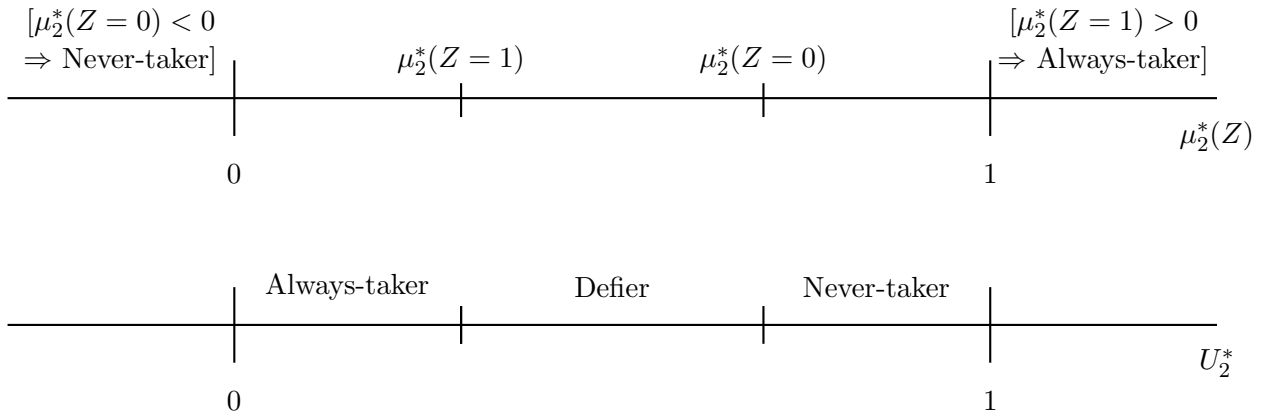 [μ₂*(Z = 0) < 0
⇒ Never-taker]
[μ₂*(Z = 1) > 0
⇒ Always-taker]
μ₂*(Z = 1)
μ₂*(Z = 0)
μ₂*(Z)
0
1
Always-taker
Defier
Never-taker
U₂*
0
1